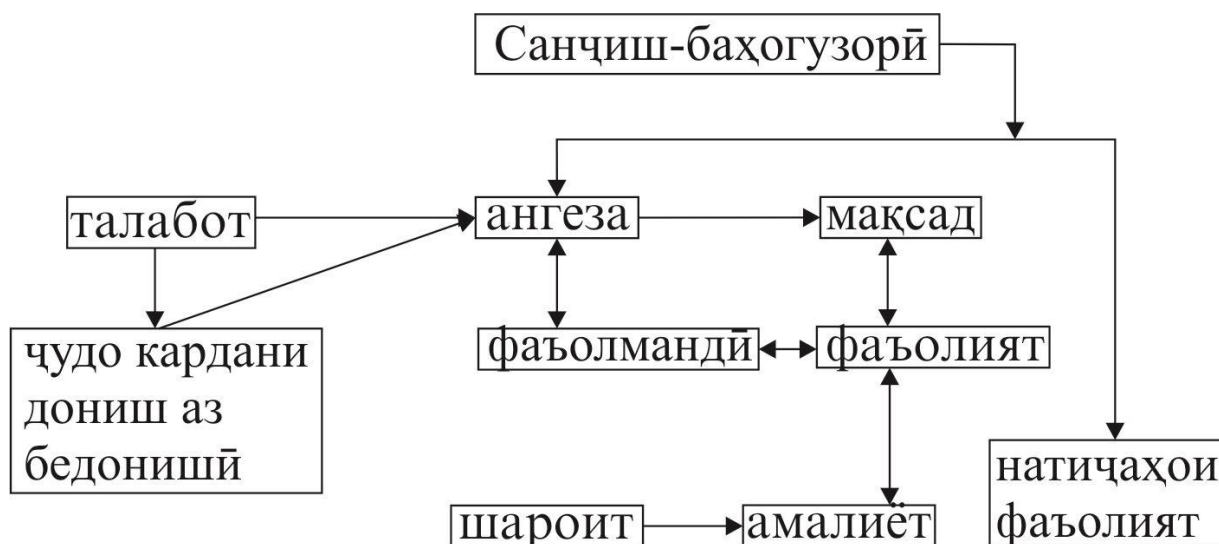 Санҷиш-баҳогузорӣ
талабот
ангеза
мақсад
ҷудо кардани
дониш аз
бедонишӣ
фаъолмандӣ
фаъолият
шароит
амалиёт
натиҷаҳои
фаъолият